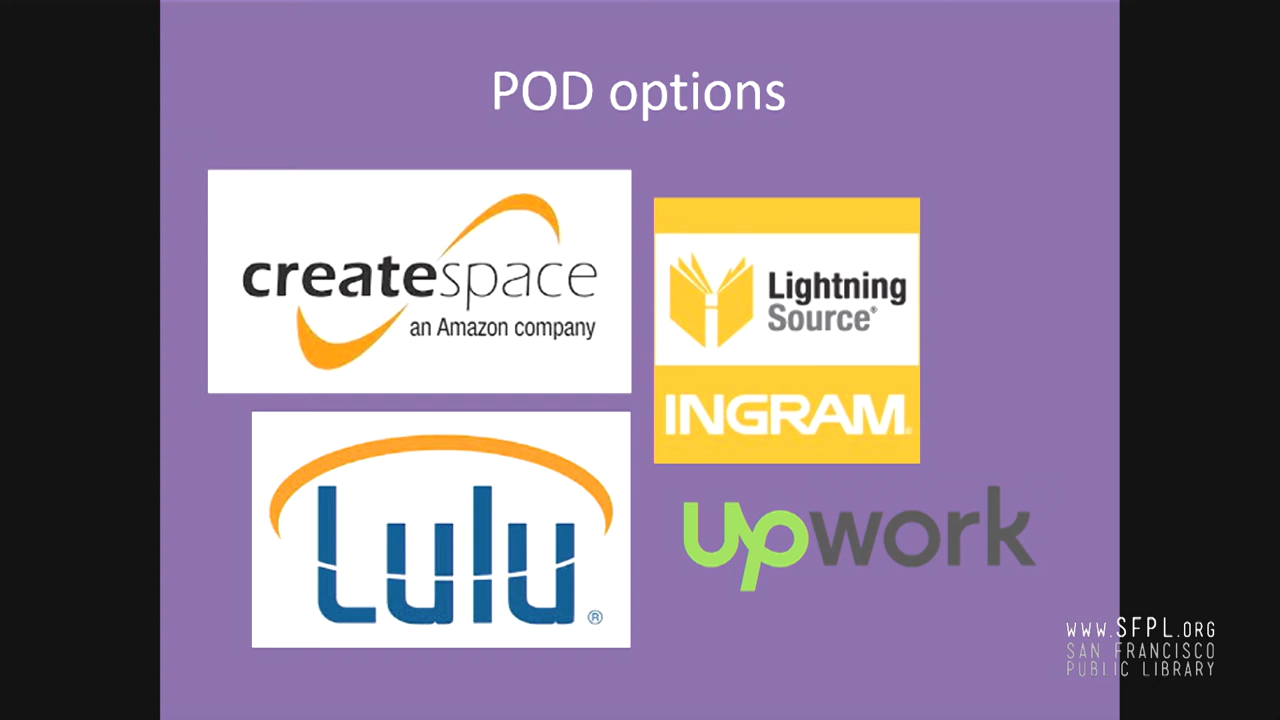 POD options
createspace
an Amazon company
Lightning
Source®
INGRAM®
Lulu®
upwork
www.SFPL.ORG
SAN FRANCISCO
PUBLIC LIBRARY